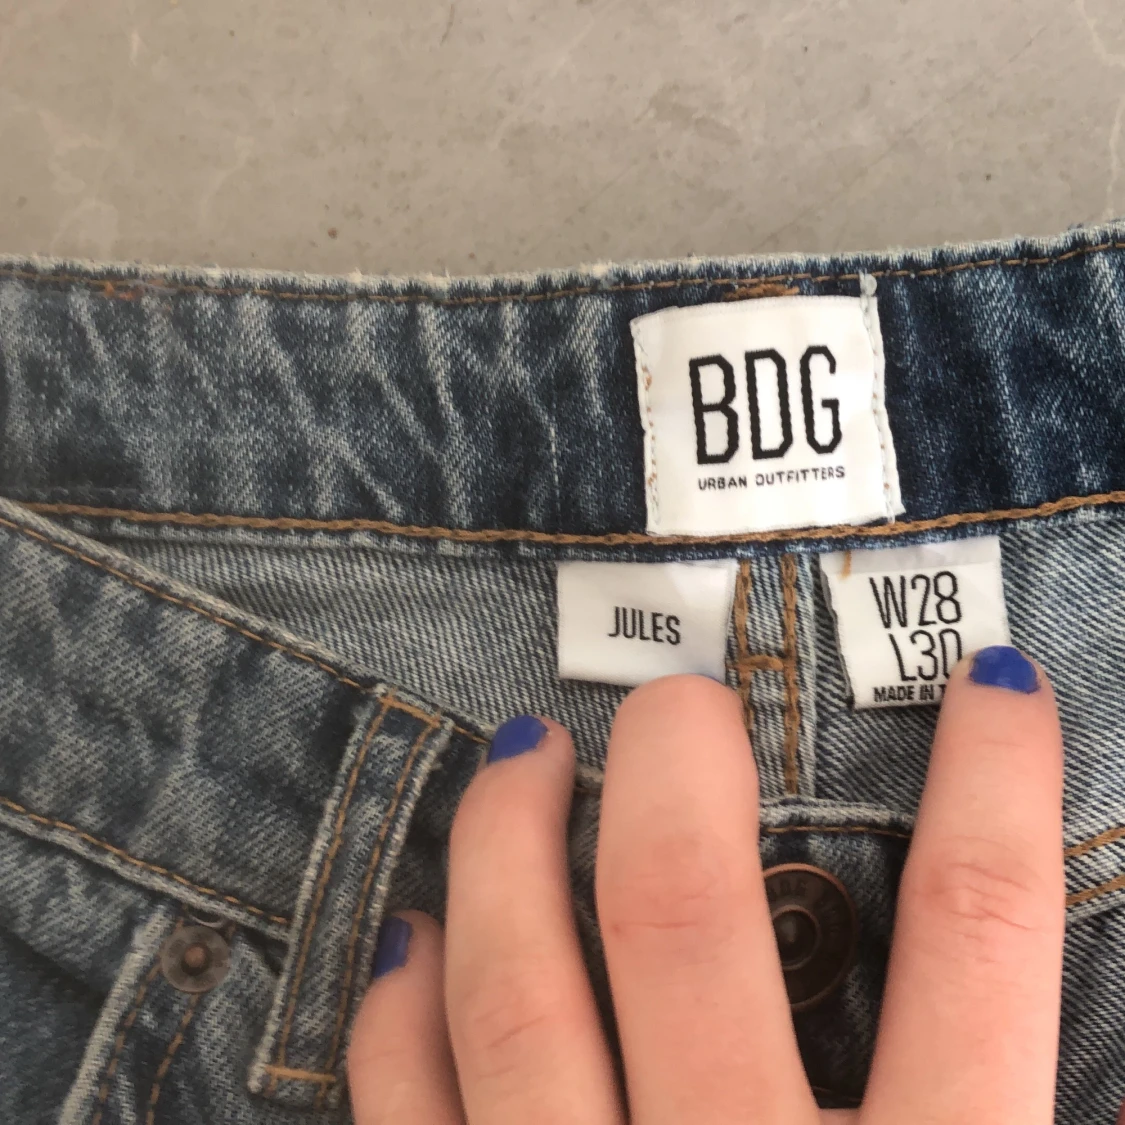 BDG
URBAN OUTFITTERS
JULES
W28
L30
MADE IN